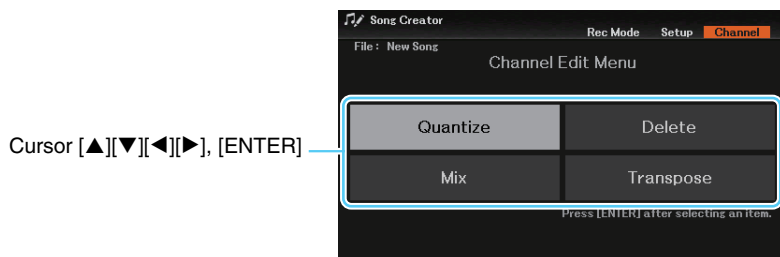 Song Creator
Rec Mode Setup Channel
File : New Song
Channel Edit Menu
Cursor [▲][▼][◀][▶], [ENTER]
Quantize Delete
Mix Transpose
Press [ENTER] after selecting an item.